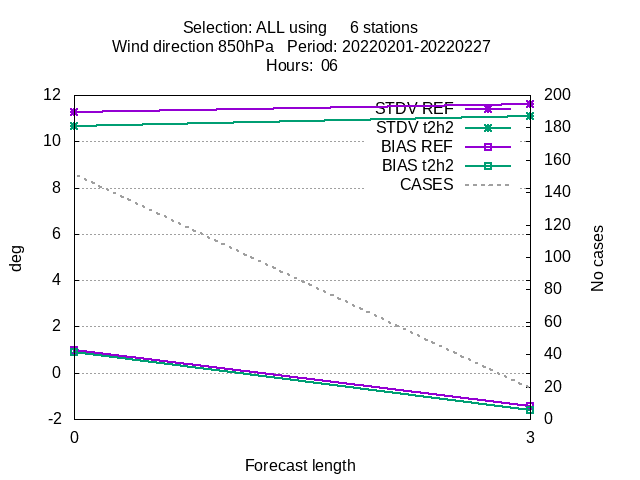 Selection: ALL using 6 stations
Wind direction 850hPa Period: 20220201-20220227
Hours: 06
12 200
STDV REF
180
STDV t2h2
10
BIAS REF
160
BIAS t2h2
8
CASES
140
6 120
deg
No cases
100
4
80
2 60
40
0
20
-2 0
0 3
Forecast length